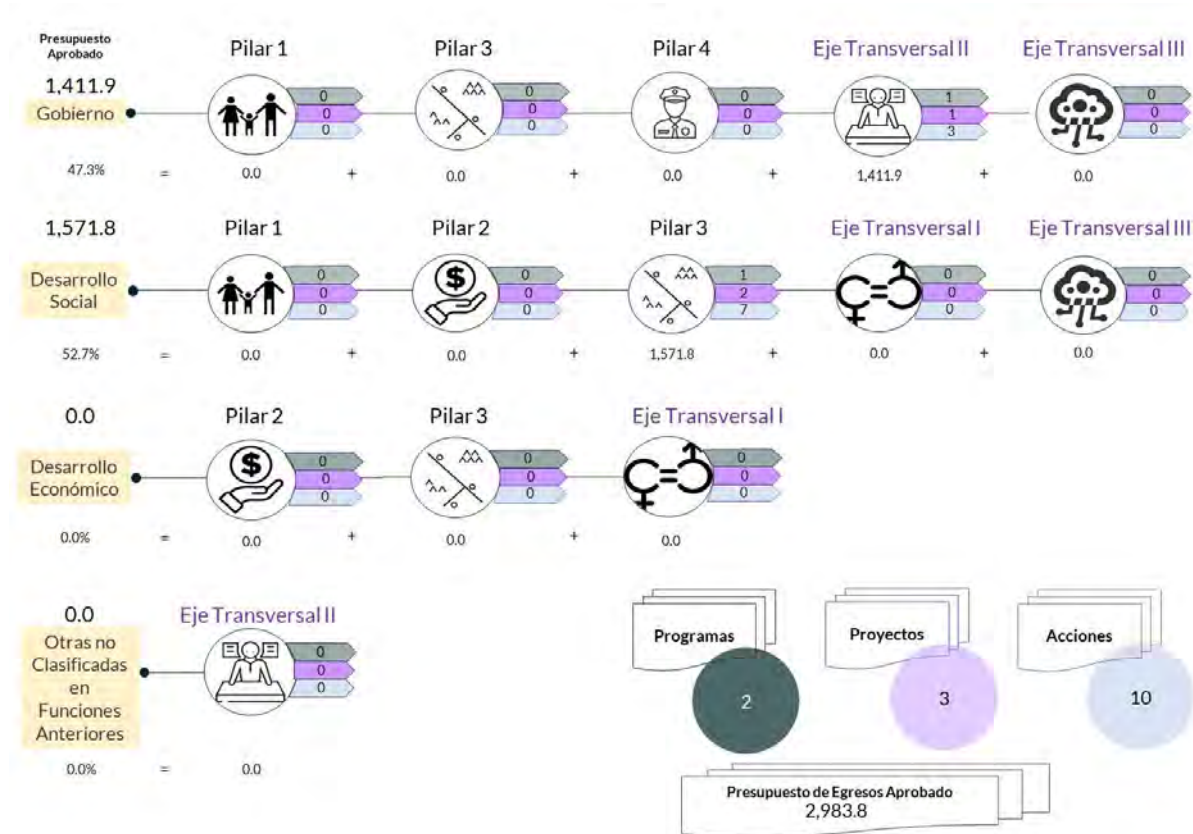 Presupuesto
Aprobado
1,411.9
Gobierno
47.3%
=
Pilar 1
0
0
0
0.0
+
Pilar 3
0
0
0
0.0
+
Pilar 4
0
0
0
0.0
+
Eje Transversal II
1
1
3
1,411.9
+
Eje Transversal III
0
0
0
0.0
1,571.8
Desarrollo
Social
52.7%
=
Pilar 1
0
0
0
0.0
+
Pilar 2
$
0
0
0
0.0
+
Pilar 3
1
2
7
1,571.8
+
Eje Transversal I
0
0
0
0.0
+
Eje Transversal III
0
0
0
0.0
0.0
Desarrollo
Económico
0.0%
=
Pilar 2
$
0
0
0
0.0
+
Pilar 3
0
0
0
0.0
+
Eje Transversal I
0
0
0
0.0
0.0
Otras no
Clasificadas
en
Funciones
Anteriores
0.0%
=
Eje Transversal II
0
0
0
0.0
Programas
2
Proyectos
3
Acciones
10
Presupuesto de Egresos Aprobado
2,983.8